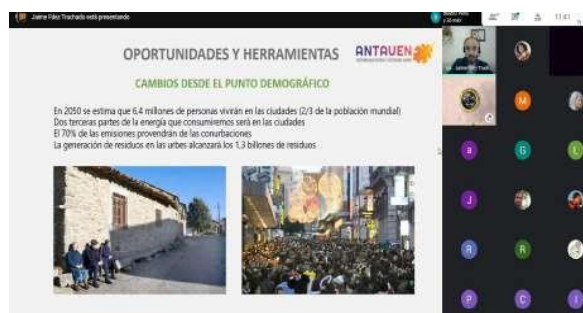 Jaime Fdez Trachado está presentando
y 32 más
11:41
OPORTUNIDADES Y HERRAMIENTAS
ANTAUEN
CAMBIOS DESDE EL PUNTO DEMOGRÁFICO
En 2050 se estima que 6,4 millones de personas vivirán en las ciudades (2/3 de la población mundial)
Dos terceras partes de la energía que consumiremos será en las ciudades
El 70% de las emisiones provendrán de las conurbaciones
La generación de residuos en las urbes alcanzará los 1,3 billones de residuos
M
a
G
L
J
R
R
P
C
I